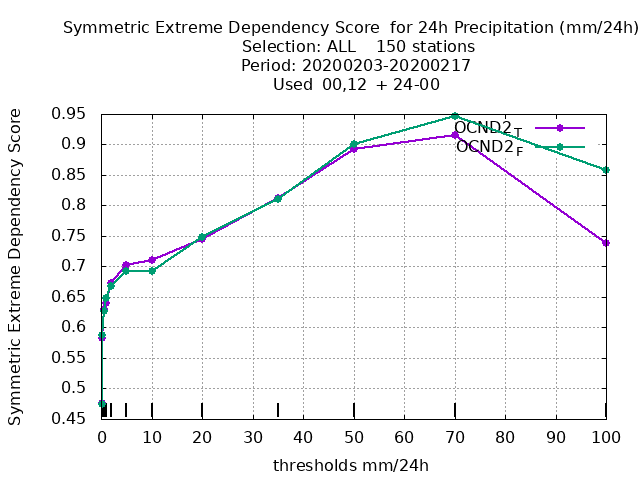 Symmetric Extreme Dependency Score  for 24h Precipitation (mm/24h)
Selection: ALL    150 stations
Period: 20200203-20200217
Used  00,12  + 24-00
Symmetric Extreme Dependency Score
0.95
0.9
0.85
0.8
0.75
0.7
0.65
0.6
0.55
0.5
0.45
OCND2T
OCND2F
0 10 20 30 40 50 60 70 80 90 100
thresholds mm/24h